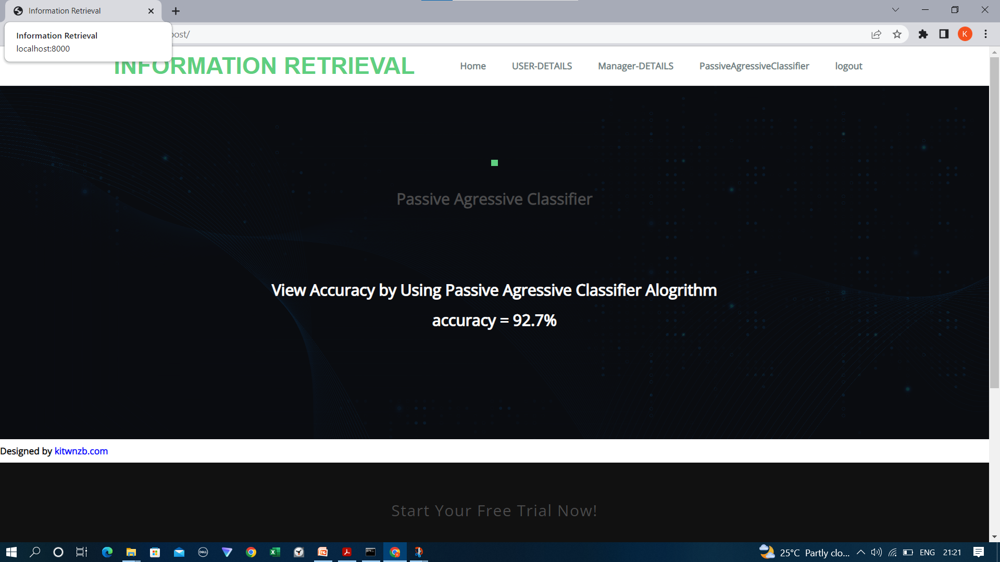 Information Retrieval
Information Retrieval
localhost:8000
post/
K
INFORMATION RETRIEVAL
Home
USER-DETAILS
Manager-DETAILS
PassiveAgressiveClassifier
logout
Passive Agressive Classifier
View Accuracy by Using Passive Agressive Classifier Alogrithm
accuracy = 92.7%
Designed by kitwnzb.com
Start Your Free Trial Now!
DELL
25°C Partly clo...
ENG
21:21